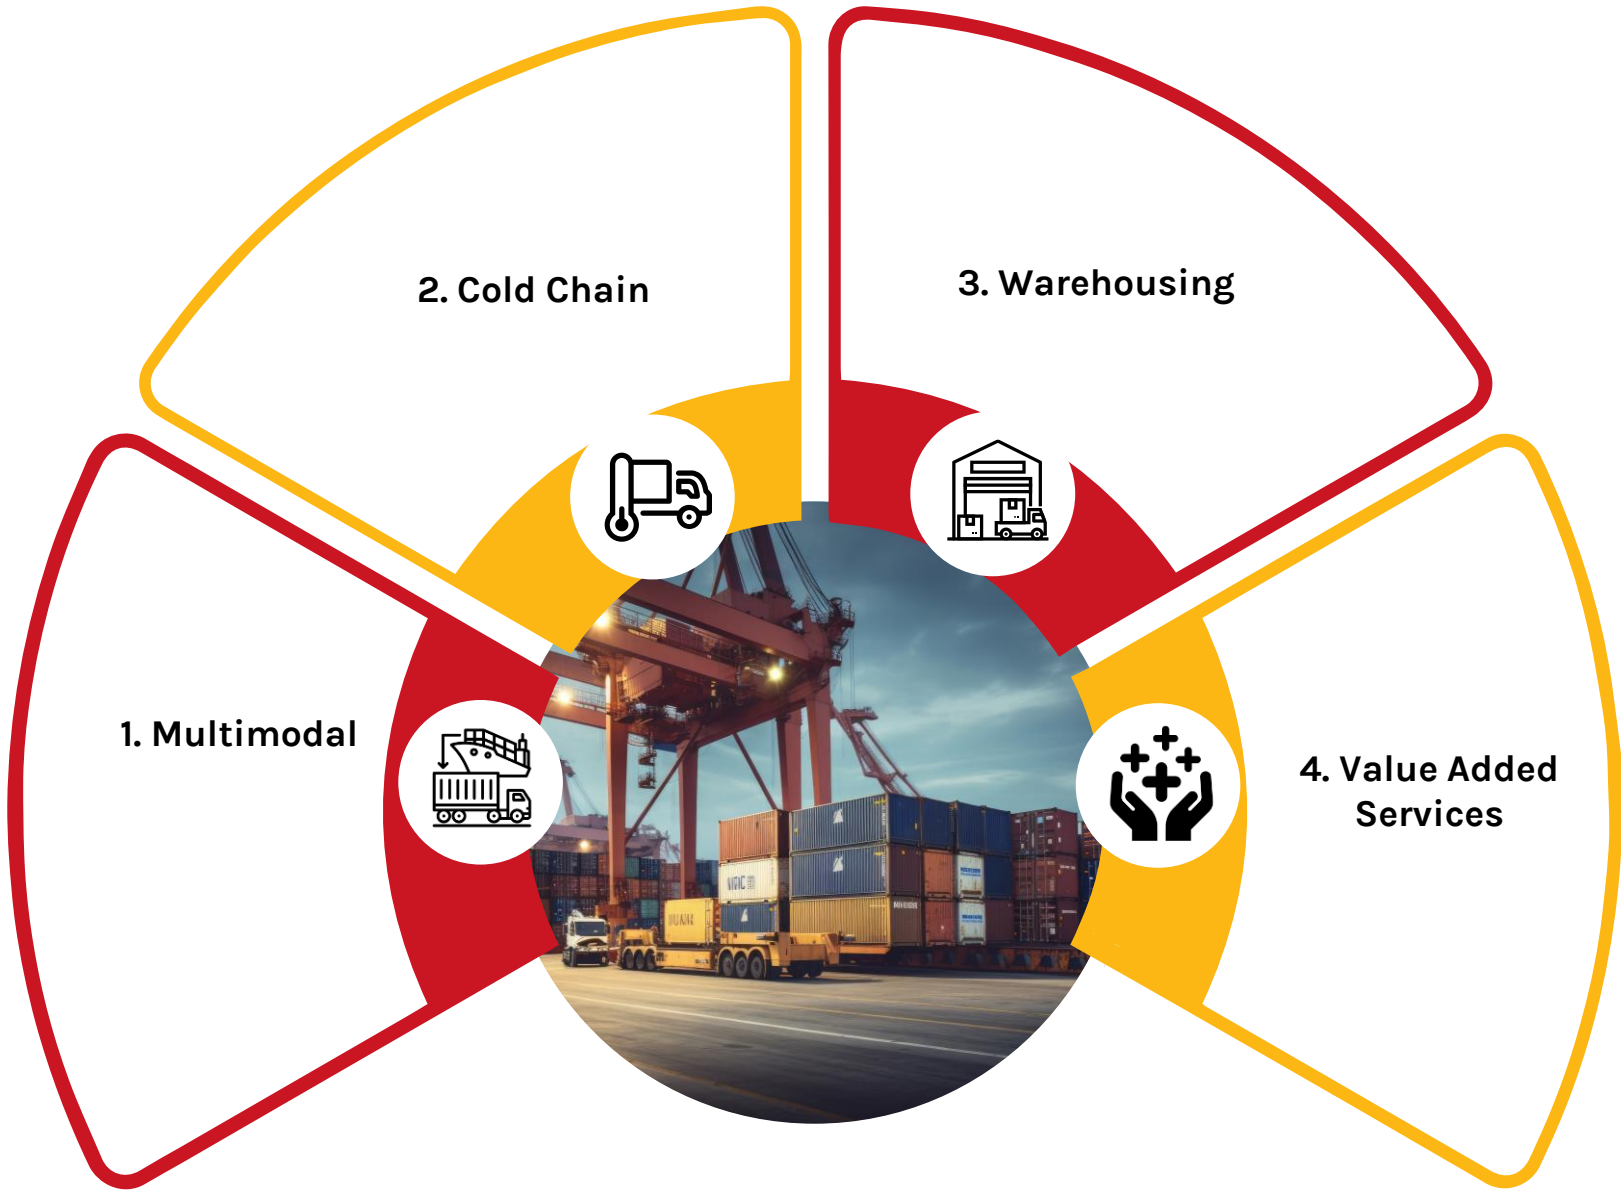 1. Multimodal
2. Cold Chain
3. Warehousing
4. Value Added
Services